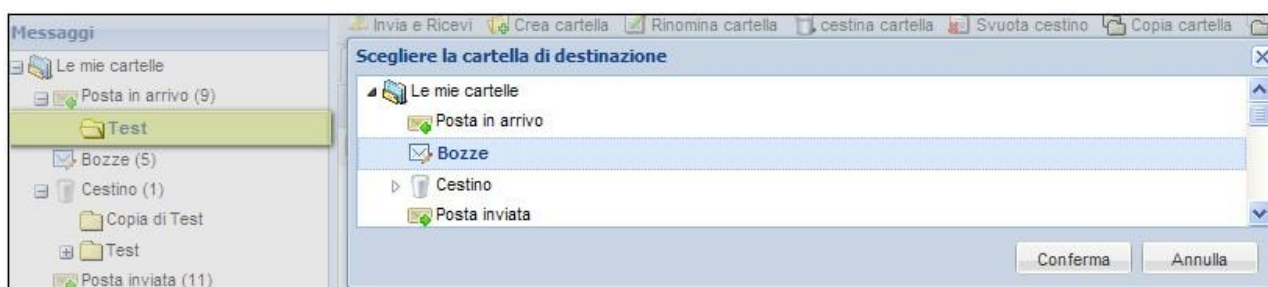 Messaggi
Invia e Ricevi Crea cartella Rinomina cartella cestina cartella Svuota cestino Copia cartella
Scegliere la cartella di destinazione
Le mie cartelle
Posta in arrivo (9)
Test
Bozze (5)
Cestino (1)
Copia di Test
Test
Posta inviata (11)
Le mie cartelle
Posta in arrivo
Bozze
Cestino
Posta inviata
Conferma Annulla